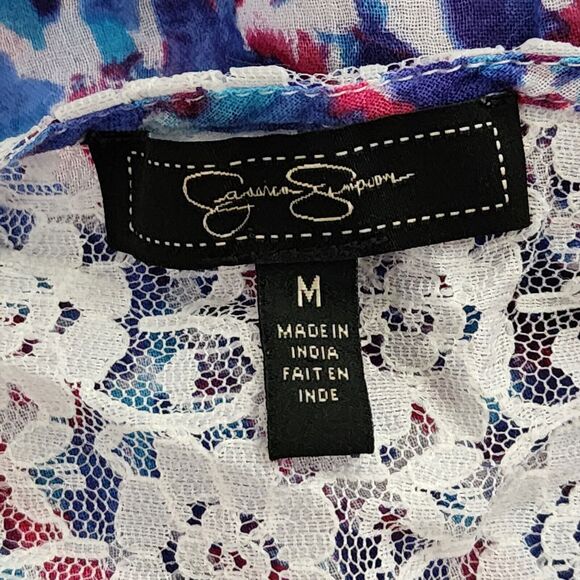 Jessica Simpson
M
MADE IN
INDIA
FAIT EN
INDE